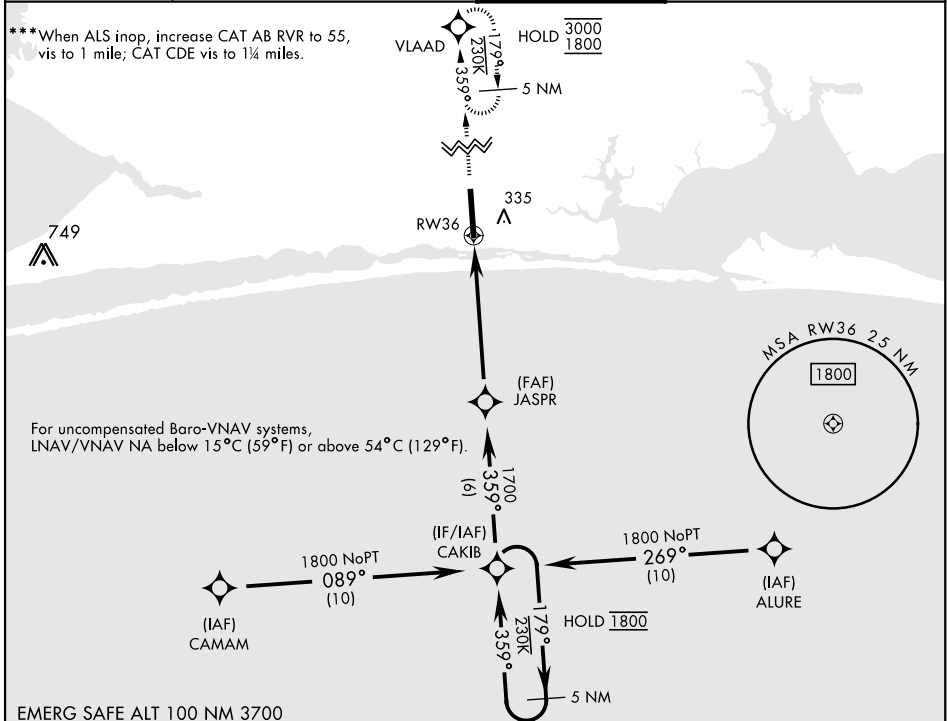 ***When ALS inop, increase CAT AB RVR to 55,
vis to 1 mile; CAT CDE vis to 1¼ miles.
VLAAD
HOLD 3000
1800
179°
230K
359°
5 NM
335
RW36
749
MSA RW36 25 NM
1800
(FAF)
JASPR
For uncompensated Baro-VNAV systems,
LNAV/VNAV NA below 15°C (59°F) or above 54°C (129°F).
1700
359°
(6)
(IF/IAF)
CAKIB
1800 NoPT
089°
(10)
1800 NoPT
269°
(10)
(IAF)
CAMAM
(IAF)
ALURE
HOLD 1800
179°
230K
359°
5 NM
EMERG SAFE ALT 100 NM 3700